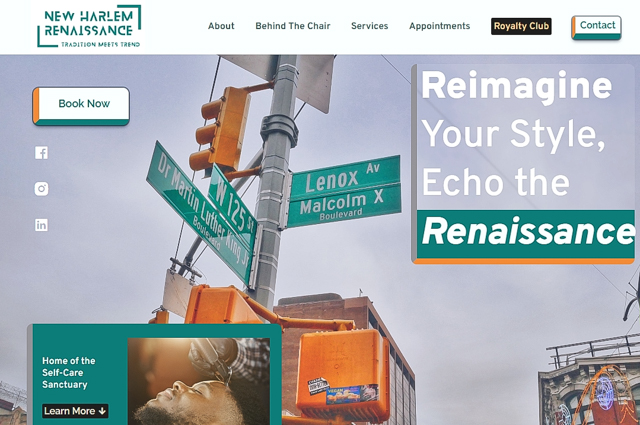 NEW HARLEM
RENAISSANCE
TRADITION MEETS TREND
About Behind The Chair Services Appointments Royalty Club Contact
Book Now
Reimagine
Your Style,
Echo the
Renaissance
Dr Martin Luther King Jr
Boulevard
W 125 ST
Lenox Av
Malcolm X
Boulevard
Home of the
Self-Care
Sanctuary
Learn More ↓